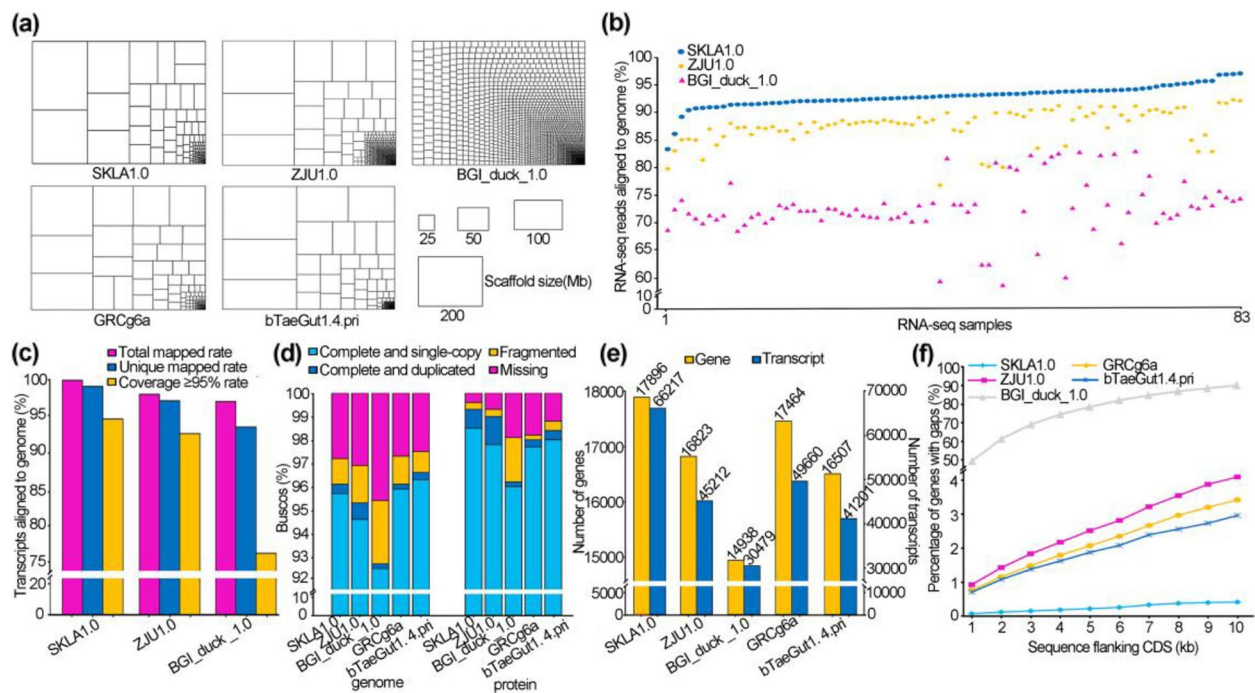 (a)
SKLA1.0
ZJU1.0
BGI_duck_1.0
GRCg6a
bTaeGut1.4.pri
25
50
100
200
Scaffold size(Mb)
(b)
SKLA1.0
ZJU1.0
BGI_duck_1.0
RNA-seq reads aligned to genome (%)
100
95
90
85
80
75
70
65
60
10
0
1
RNA-seq samples
83
(c)
Total mapped rate
Unique mapped rate
Coverage ≥95% rate
Transcripts aligned to genome(%)
100
95
90
85
80
75
20
0
SKLA1.0
ZJU1.0
BGI_duck _1.0
(d)
Complete and single-copy
Complete and duplicated
Fragmented
Missing
Buscos (%)
100
99
98
97
96
95
94
93
92
10
0
SKLA1.0
ZJU1.0
BGI_duck_1.0
GRCg6a
bTaeGut1.4.pri
genome
SKLA1.0
ZJU1.0
BGI_duck_1.0
GRCg6a
bTaeGut1.4.pri
protein
(e)
Gene
Transcript
Number of genes
18000
17000
16000
15000
5000
0
17896
66217
16823
45212
14938
30479
17464
49660
16507
41201
70000
60000
50000
40000
30000
10000
0
Number of transcripts
SKLA1.0
ZJU1.0
BGI_duck _1.0
GRCg6a
bTaeGut1.4.pri
(f)
SKLA1.0
ZJU1.0
BGI_duck_1.0
GRCg6a
bTaeGut1.4.pri
Percentage of genes with gaps(%)
100
90
80
70
60
50
4
3
2
1
0
1 2 3 4 5 6 7 8 9 10
Sequence flanking CDS (kb)